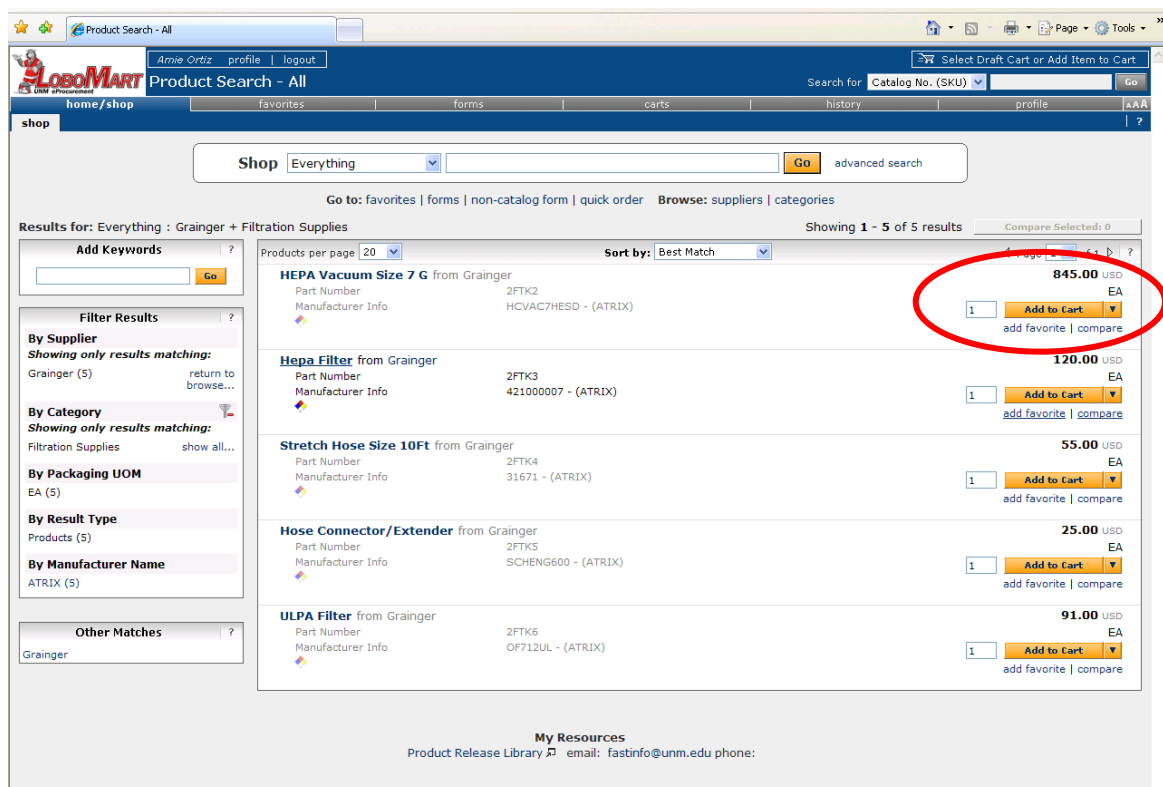 Product Search - All
Page Tools »
LOBOMART
UNM eProcurement
Amie Ortiz profile | logout
Select Draft Cart or Add Item to Cart
Product Search - All
Search for Catalog No. (SKU) Go
home/shop favorites | forms | carts | history | profile AAA
shop | ?
Shop Everything Go advanced search
Go to: favorites | forms | non-catalog form | quick order Browse: suppliers | categories
Results for: Everything : Grainger + Filtration Supplies
Showing 1 - 5 of 5 results Compare Selected: 0
Add Keywords ?
Go
Filter Results ?
By Supplier
Showing only results matching:
Grainger (5) return to
browse...
By Category
Showing only results matching:
Filtration Supplies show all...
By Packaging UOM
EA (5)
By Result Type
Products (5)
By Manufacturer Name
ATRIX (5)
Other Matches ?
Grainger
Products per page 20 Sort by: Best Match Page 1 ?
HEPA Vacuum Size 7 G from Grainger 845.00 USD
Part Number 2FTK2 EA
Manufacturer Info HCVAC7HESD - (ATRIX) 1 Add to Cart
add favorite | compare
Hepa Filter from Grainger 120.00 USD
Part Number 2FTK3 EA
Manufacturer Info 421000007 - (ATRIX) 1 Add to Cart
add favorite | compare
Stretch Hose Size 10Ft from Grainger 55.00 USD
Part Number 2FTK4 EA
Manufacturer Info 31671 - (ATRIX) 1 Add to Cart
add favorite | compare
Hose Connector/Extender from Grainger 25.00 USD
Part Number 2FTK5 EA
Manufacturer Info SCHENG600 - (ATRIX) 1 Add to Cart
add favorite | compare
ULPA Filter from Grainger 91.00 USD
Part Number 2FTK6 EA
Manufacturer Info OF712UL - (ATRIX) 1 Add to Cart
add favorite | compare
My Resources
Product Release Library email: fastinfo@unm.edu phone: